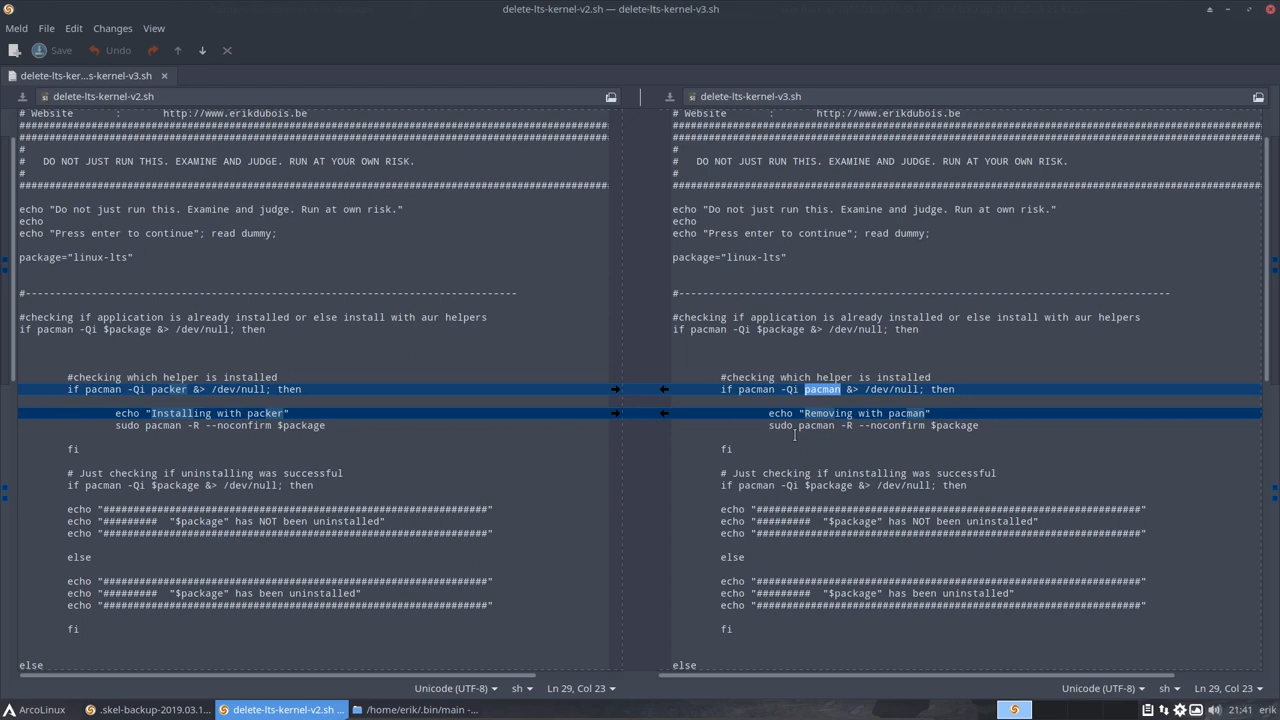 delete-lts-kernel-v2.sh — delete-lts-kernel-v3.sh
Meld File Edit Changes View
Save Undo
delete-lts-ker...s-kernel-v3.sh
delete-lts-kernel-v2.sh
# Website : http://www.erikdubois.be
##################################################################################################
##################################################################################################
#
# DO NOT JUST RUN THIS. EXAMINE AND JUDGE. RUN AT YOUR OWN RISK.
#
##################################################################################################
echo "Do not just run this. Examine and judge. Run at own risk."
echo
echo "Press enter to continue"; read dummy;
package="linux-lts"
#----------------------------------------------------------------------------------
#checking if application is already installed or else install with aur helpers
if pacman -Qi $package &> /dev/null; then
#checking which helper is installed
if pacman -Qi packer &> /dev/null; then
echo "Installing with packer"
sudo pacman -R --noconfirm $package
fi
# Just checking if uninstalling was successful
if pacman -Qi $package &> /dev/null; then
echo "################################################################"
echo "######### "$package" has NOT been uninstalled"
echo "################################################################"
else
echo "################################################################"
echo "######### "$package" has been uninstalled"
echo "################################################################"
fi
else
Unicode (UTF-8) sh Ln 29, Col 23
delete-lts-kernel-v3.sh
# Website : http://www.erikdubois.be
##################################################################################################
##################################################################################################
#
# DO NOT JUST RUN THIS. EXAMINE AND JUDGE. RUN AT YOUR OWN RISK.
#
##################################################################################################
echo "Do not just run this. Examine and judge. Run at own risk."
echo
echo "Press enter to continue"; read dummy;
package="linux-lts"
#----------------------------------------------------------------------------------
#checking if application is already installed or else install with aur helpers
if pacman -Qi $package &> /dev/null; then
#checking which helper is installed
if pacman -Qi pacman &> /dev/null; then
echo "Removing with pacman"
sudo pacman -R --noconfirm $package
fi
# Just checking if uninstalling was successful
if pacman -Qi $package &> /dev/null; then
echo "################################################################"
echo "######### "$package" has NOT been uninstalled"
echo "################################################################"
else
echo "################################################################"
echo "######### "$package" has been uninstalled"
echo "################################################################"
fi
else
Unicode (UTF-8) sh Ln 29, Col 23
ArcoLinux .skel-backup-2019.03.1... delete-lts-kernel-v2.sh ... /home/erik/.bin/main -... 21:41 erik